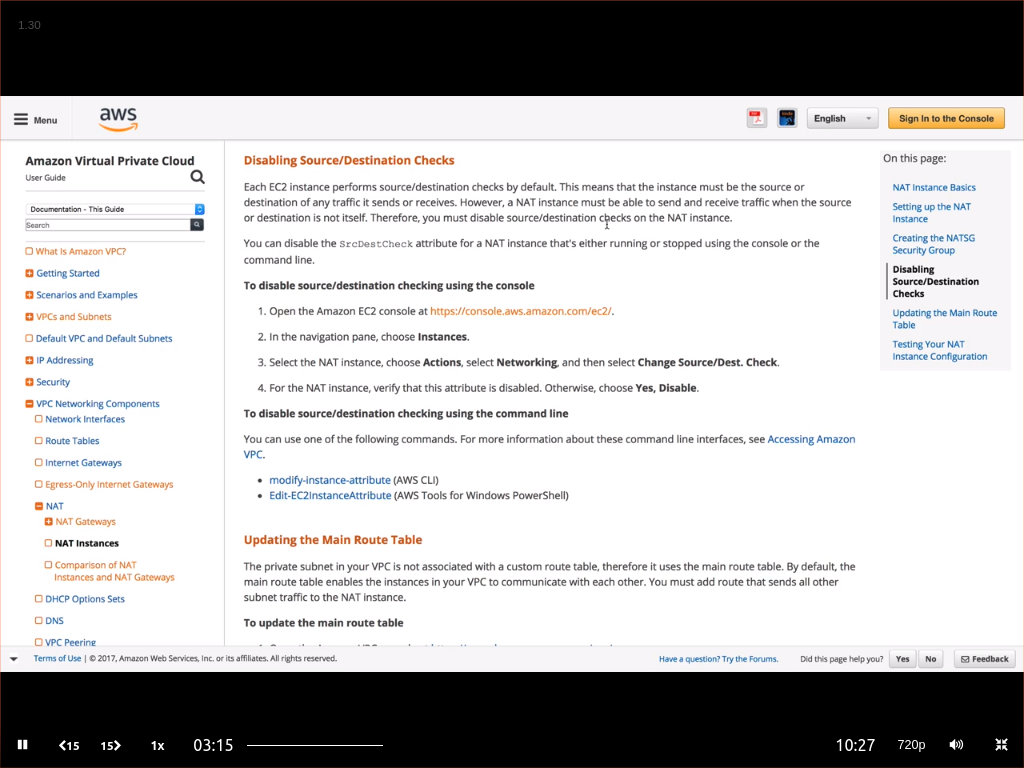 1.30
Menu
aws
English
Sign In to the Console
Amazon Virtual Private Cloud
User Guide
Documentation - This Guide
Search
What Is Amazon VPC?
Getting Started
Scenarios and Examples
VPCs and Subnets
Default VPC and Default Subnets
IP Addressing
Security
VPC Networking Components
Network Interfaces
Route Tables
Internet Gateways
Egress-Only Internet Gateways
NAT
NAT Gateways
NAT Instances
Comparison of NAT
Instances and NAT Gateways
DHCP Options Sets
DNS
VPC Peering
Disabling Source/Destination Checks
Each EC2 instance performs source/destination checks by default. This means that the instance must be the source or
destination of any traffic it sends or receives. However, a NAT instance must be able to send and receive traffic when the source
or destination is not itself. Therefore, you must disable source/destination checks on the NAT instance.
You can disable the SrcDestCheck attribute for a NAT instance that's either running or stopped using the console or the
command line.
To disable source/destination checking using the console
1. Open the Amazon EC2 console at https://console.aws.amazon.com/ec2/.
2. In the navigation pane, choose Instances.
3. Select the NAT instance, choose Actions, select Networking, and then select Change Source/Dest. Check.
4. For the NAT instance, verify that this attribute is disabled. Otherwise, choose Yes, Disable.
To disable source/destination checking using the command line
You can use one of the following commands. For more information about these command line interfaces, see Accessing Amazon
VPC.
• modify-instance-attribute (AWS CLI)
• Edit-EC2InstanceAttribute (AWS Tools for Windows PowerShell)
Updating the Main Route Table
The private subnet in your VPC is not associated with a custom route table, therefore it uses the main route table. By default, the
main route table enables the instances in your VPC to communicate with each other. You must add route that sends all other
subnet traffic to the NAT instance.
To update the main route table
On this page:
NAT Instance Basics
Setting up the NAT
Instance
Creating the NATSG
Security Group
Disabling
Source/Destination
Checks
Updating the Main Route
Table
Testing Your NAT
Instance Configuration
Terms of Use | © 2017, Amazon Web Services, Inc. or its affiliates. All rights reserved.
Have a question? Try the Forums.
Did this page help you?
Yes
No
Feedback
15
15
1x
03:15
10:27
720p